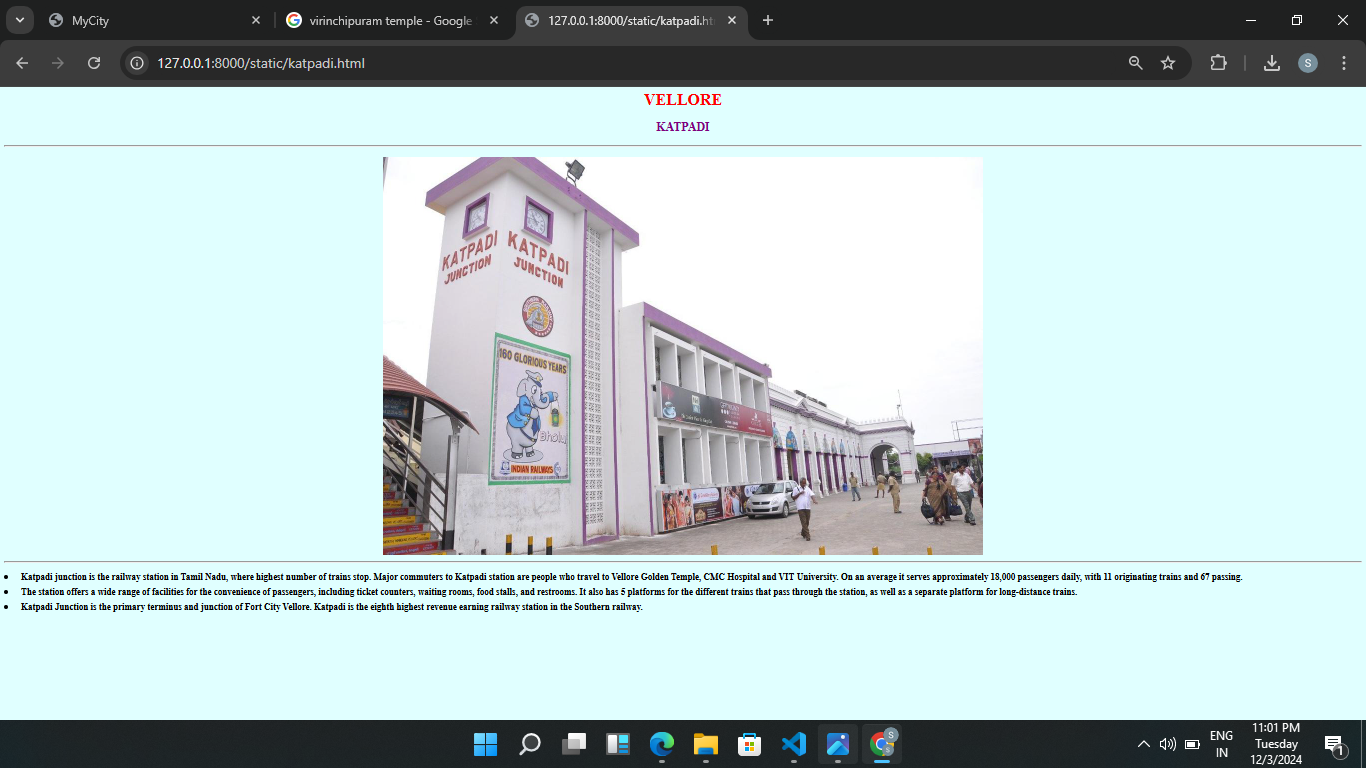 MyCity
virinchipuram temple - Google
127.0.0.1:8000/static/katpadi.ht
127.0.0.1:8000/static/katpadi.html
S
VELLORE
KATPADI
KATPADI
JUNCTION
KATPADI
JUNCTION
160 GLORIOUS YEARS
Bholu
INDIAN RAILWAYS
Katpadi junction is the railway station in Tamil Nadu, where highest number of trains stop. Major commuters to Katpadi station are people who travel to Vellore Golden Temple, CMC Hospital and VIT University. On an average it serves approximately 18,000 passengers daily, with 11 originating trains and 67 passing.
The station offers a wide range of facilities for the convenience of passengers, including ticket counters, waiting rooms, food stalls, and restrooms. It also has 5 platforms for the different trains that pass through the station, as well as a separate platform for long-distance trains.
Katpadi Junction is the primary terminus and junction of Fort City Vellore. Katpadi is the eighth highest revenue earning railway station in the Southern railway.
S
ENG
IN
11:01 PM
Tuesday
12/3/2024
1